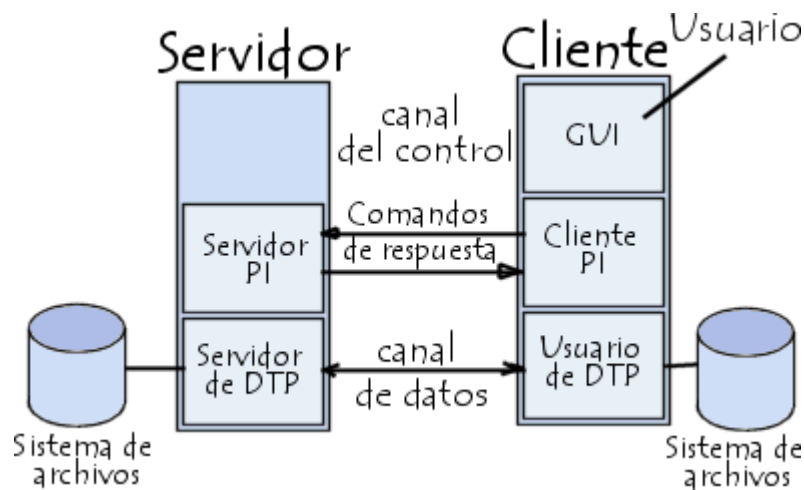 Servidor
Cliente
Usuario
canal
del control
GUI
Comandos
de respuesta
Servidor
PI
Cliente
PI
canal
de datos
Servidor
de DTP
Usuario
de DTP
Sistema de
archivos
Sistema de
archivos